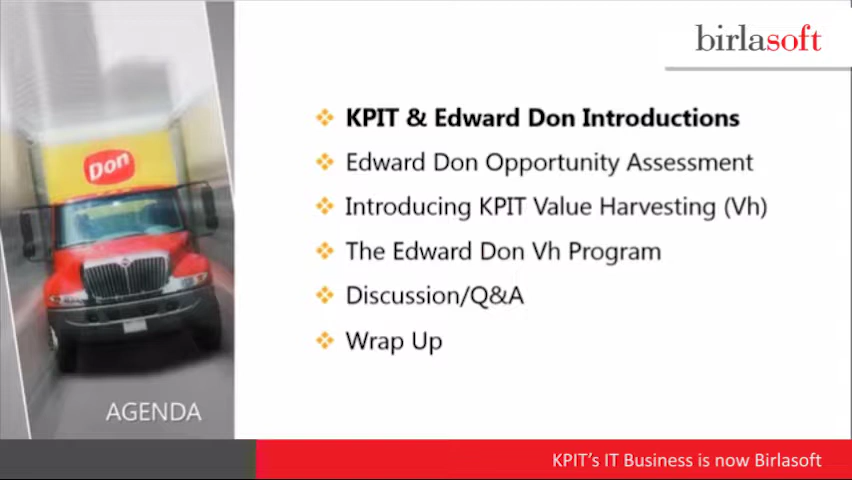 birlasoft
KPIT & Edward Don Introductions
Edward Don Opportunity Assessment
Introducing KPIT Value Harvesting (Vh)
The Edward Don Vh Program
Discussion/Q&A
Wrap Up
Don
AGENDA
KPIT's IT Business is now Birlasoft